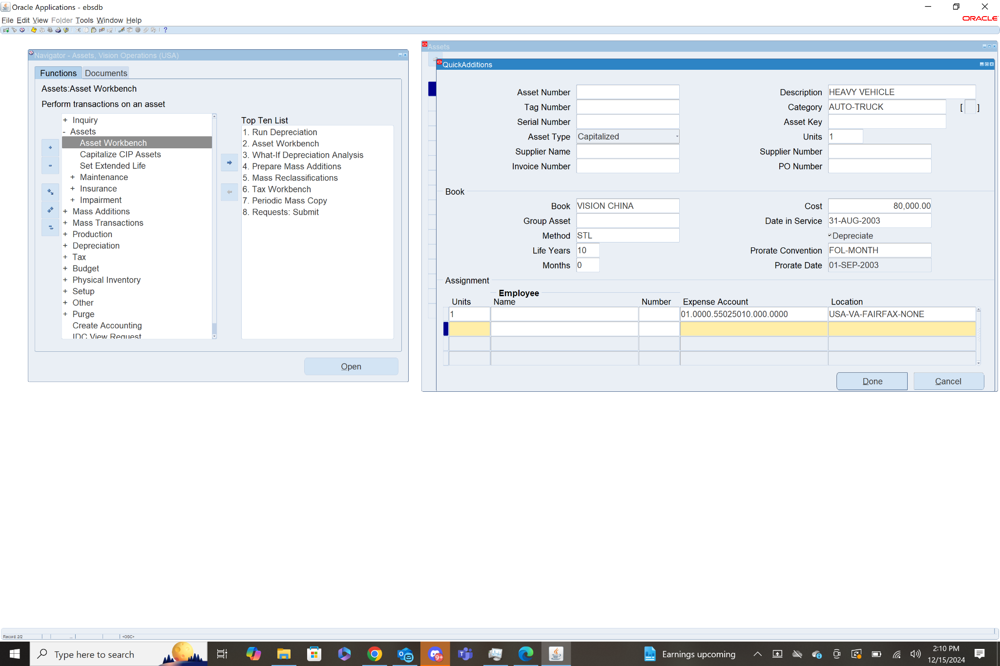 Oracle Applications - ebsdb
File Edit View Folder Tools Window Help
ORACLE
?
Navigator - Assets, Vision Operations (USA)
Functions Documents
Assets:Asset Workbench
Perform transactions on an asset
+ Inquiry
- Assets
Asset Workbench
Capitalize CIP Assets
Set Extended Life
+ Maintenance
+ Insurance
+ Impairment
+ Mass Additions
+ Mass Transactions
+ Production
+ Depreciation
+ Tax
+ Budget
+ Physical Inventory
+ Setup
+ Other
+ Purge
Create Accounting
IDC View Request
Top Ten List
1. Run Depreciation
2. Asset Workbench
3. What-If Depreciation Analysis
4. Prepare Mass Additions
5. Mass Reclassifications
6. Tax Workbench
7. Periodic Mass Copy
8. Requests: Submit
Open
Assets
QuickAdditions
Asset Number
Description HEAVY VEHICLE
Tag Number
Category AUTO-TRUCK [ ]
Serial Number
Asset Key
Asset Type Capitalized
Units 1
Supplier Name
Supplier Number
Invoice Number
PO Number
Book
Book VISION CHINA
Cost 80,000.00
Group Asset
Date in Service 31-AUG-2003
Method STL
Depreciate
Life Years 10
Prorate Convention FOL-MONTH
Months 0
Prorate Date 01-SEP-2003
Assignment
Employee
Units Name Number Expense Account Location
1 01.0000.55025010.000.0000 USA-VA-FAIRFAX-NONE
Done Cancel
Record: 2/2 ... <OSC>
Type here to search
9+
Earnings upcoming
2:10 PM
12/15/2024